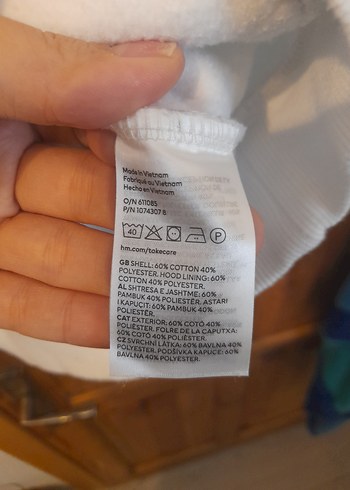 Made in Vietnam
Fabriqué au Vietnam
Hecho en Vietnam
O/N 611085
P/N 1074307 8
40 P
hm.com/takecare
GB SHELL: 60% COTTON 40%
POLYESTER. HOOD LINING: 60%
COTTON 40% POLYESTER.
AL SHTRESA E JASHTME: 60%
PAMBUK 40% POLIESTËR. ASTARI
I KAPUÇIT: 60% PAMBUK 40%
POLIESTËR.
CAT EXTERIOR: 60% COTÓ 40%
POLIÈSTER. FOLRE DE LA CAPUTXA:
60% COTÓ 40% POLIÈSTER.
CZ SVRCHNÍ LÁTKA: 60% BAVLNA 40%
POLYESTER. PODŠÍVKA KAPUCE: 60%
BAVLNA 40% POLYESTER.